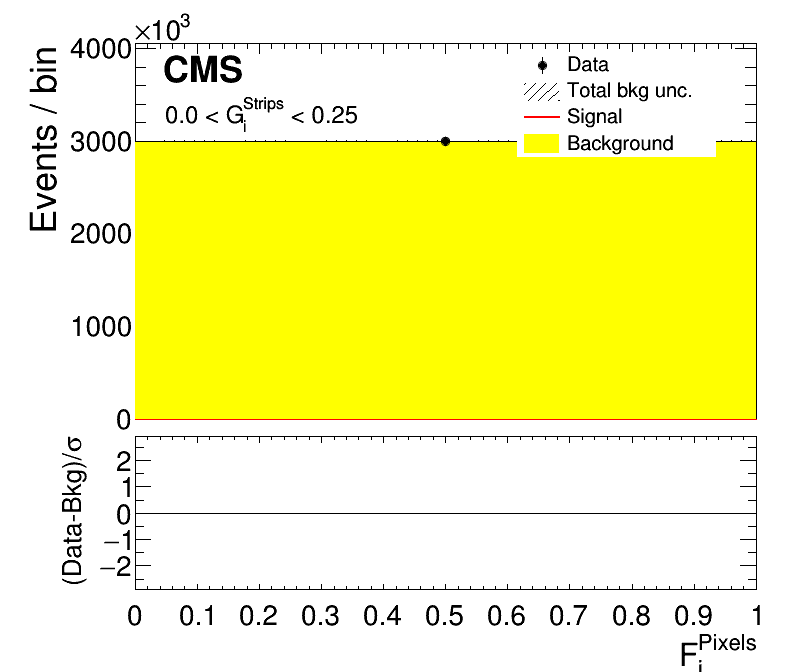 ×10³
4000
CMS
0.0 < G_i^Strips < 0.25
Data
Total bkg unc.
Signal
Background
3000
2000
1000
0
Events / bin
2
1
0
−1
−2
(Data-Bkg)/σ
0 0.1 0.2 0.3 0.4 0.5 0.6 0.7 0.8 0.9 1
F_i^Pixels